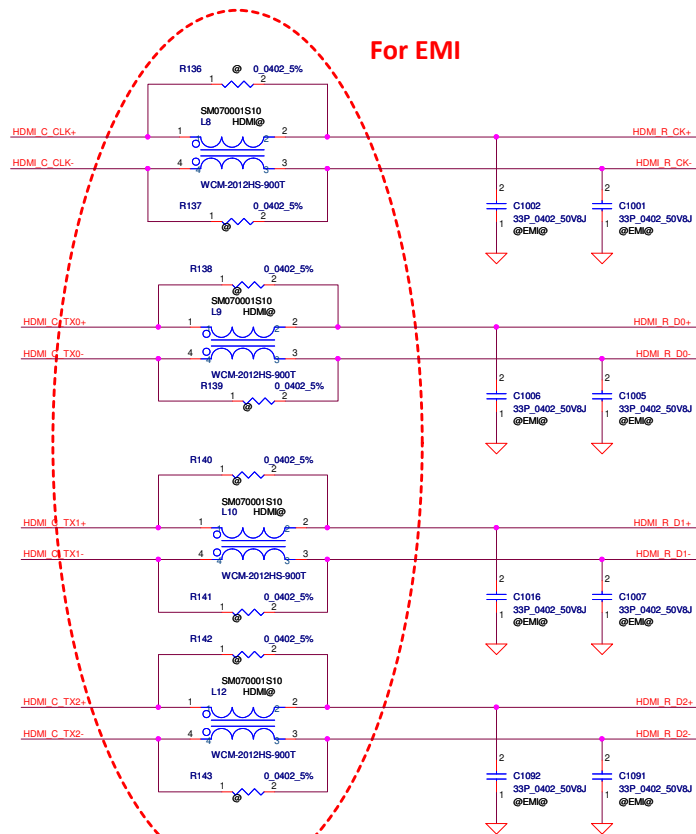 For EMI
R136 @ 0_0402_5%
1 2
SM070001S10
L8 HDMI@
HDMI_C_CLK+ 1 2 HDMI_R_CK+
HDMI_C_CLK- 4 3 HDMI_R_CK-
WCM-2012HS-900T
R137 0_0402_5%
1 @ 2
2 C1002 2 C1001
33P_0402_50V8J 33P_0402_50V8J
1 @EMI@ 1 @EMI@
R138 0_0402_5%
1 @ 2
SM070001S10
L9 HDMI@
HDMI_C_TX0+ 1 2 HDMI_R_D0+
HDMI_C_TX0- 4 3 HDMI_R_D0-
WCM-2012HS-900T
R139 0_0402_5%
1 @ 2
2 C1006 2 C1005
33P_0402_50V8J 33P_0402_50V8J
1 @EMI@ 1 @EMI@
R140 0_0402_5%
1 @ 2
SM070001S10
L10 HDMI@
HDMI_C_TX1+ 1 2 HDMI_R_D1+
HDMI_C_TX1- 4 3 HDMI_R_D1-
WCM-2012HS-900T
R141 0_0402_5%
1 @ 2
2 C1016 2 C1007
33P_0402_50V8J 33P_0402_50V8J
1 @EMI@ 1 @EMI@
R142 0_0402_5%
1 @ 2
SM070001S10
L12 HDMI@
HDMI_C_TX2+ 1 2 HDMI_R_D2+
HDMI_C_TX2- 4 3 HDMI_R_D2-
WCM-2012HS-900T
R143 0_0402_5%
1 @ 2
2 C1092 2 C1091
33P_0402_50V8J 33P_0402_50V8J
1 @EMI@ 1 @EMI@